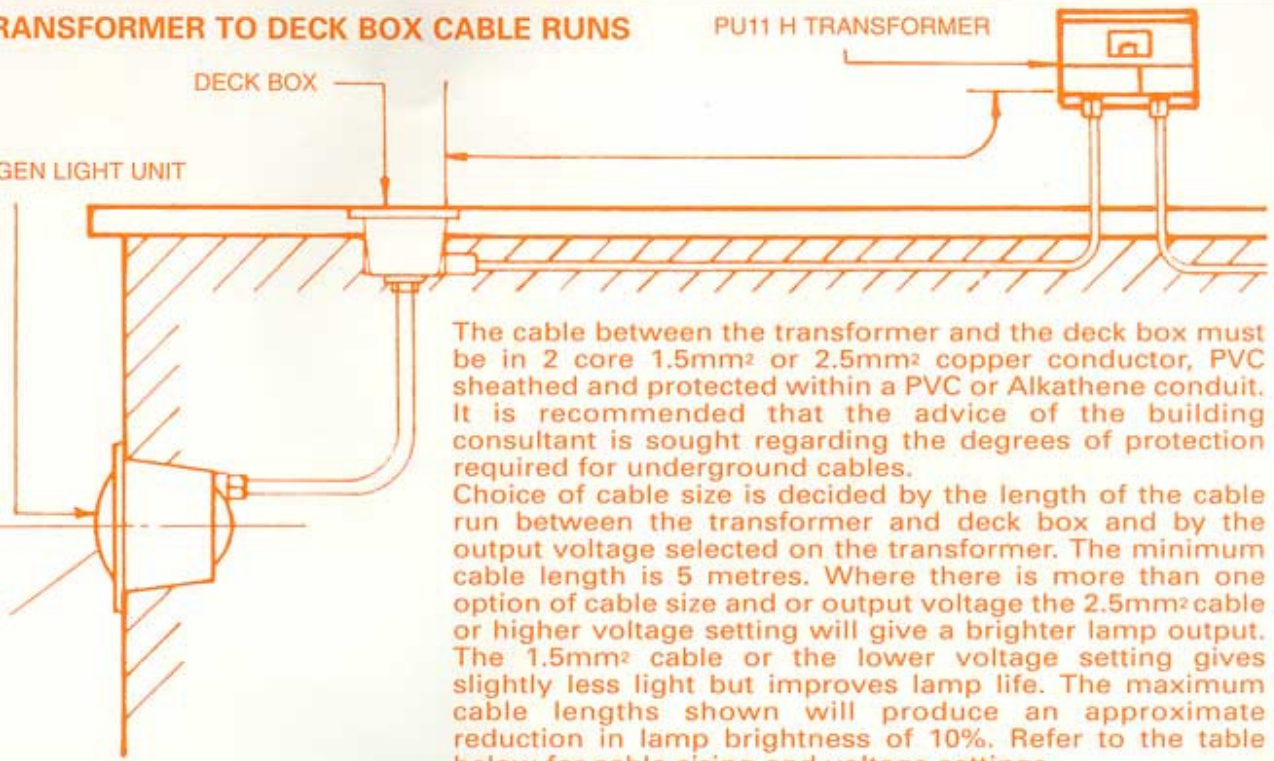 RANSFORMER TO DECK BOX CABLE RUNS
PU11 H TRANSFORMER
DECK BOX
GEN LIGHT UNIT
The cable between the transformer and the deck box must
be in 2 core 1.5mm² or 2.5mm² copper conductor, PVC
sheathed and protected within a PVC or Alkathene conduit.
It is recommended that the advice of the building
consultant is sought regarding the degrees of protection
required for underground cables.
Choice of cable size is decided by the length of the cable
run between the transformer and deck box and by the
output voltage selected on the transformer. The minimum
cable length is 5 metres. Where there is more than one
option of cable size and or output voltage the 2.5mm² cable
or higher voltage setting will give a brighter lamp output.
The 1.5mm² cable or the lower voltage setting gives
slightly less light but improves lamp life. The maximum
cable lengths shown will produce an approximate
reduction in lamp brightness of 10%. Refer to the table
below for cable sizing and voltage settings